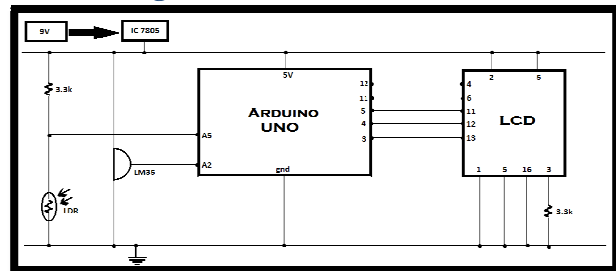 9V
IC 7805
3.3k
LDR
LM35
5V
ARDUINO
UNO
A5
A2
gnd
12
11
5
4
3
2
5
4
6
11
12
13
LCD
1
5
16
3
3.3k